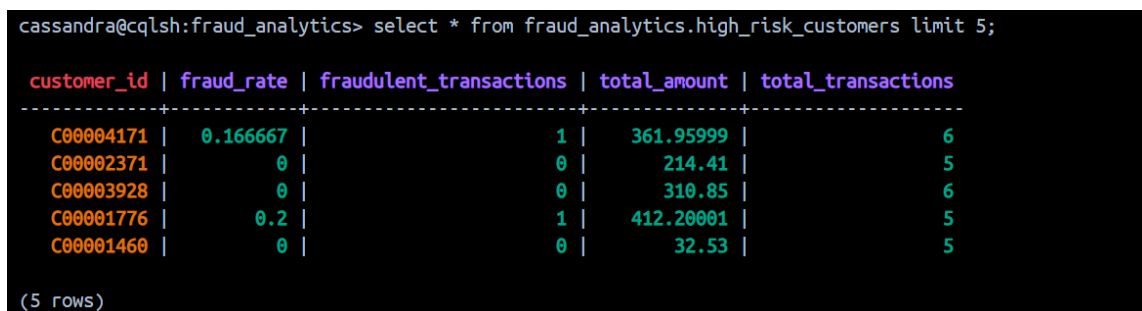 cassandra@cqlsh:fraud_analytics> select * from fraud_analytics.high_risk_customers limit 5;
customer_id | fraud_rate | fraudulent_transactions | total_amount | total_transactions
-------------+------------+-------------------------+--------------+--------------------
C00004171 | 0.166667 | 1 | 361.95999 | 6
C00002371 | 0 | 0 | 214.41 | 5
C00003928 | 0 | 0 | 310.85 | 6
C00001776 | 0.2 | 1 | 412.20001 | 5
C00001460 | 0 | 0 | 32.53 | 5
(5 rows)